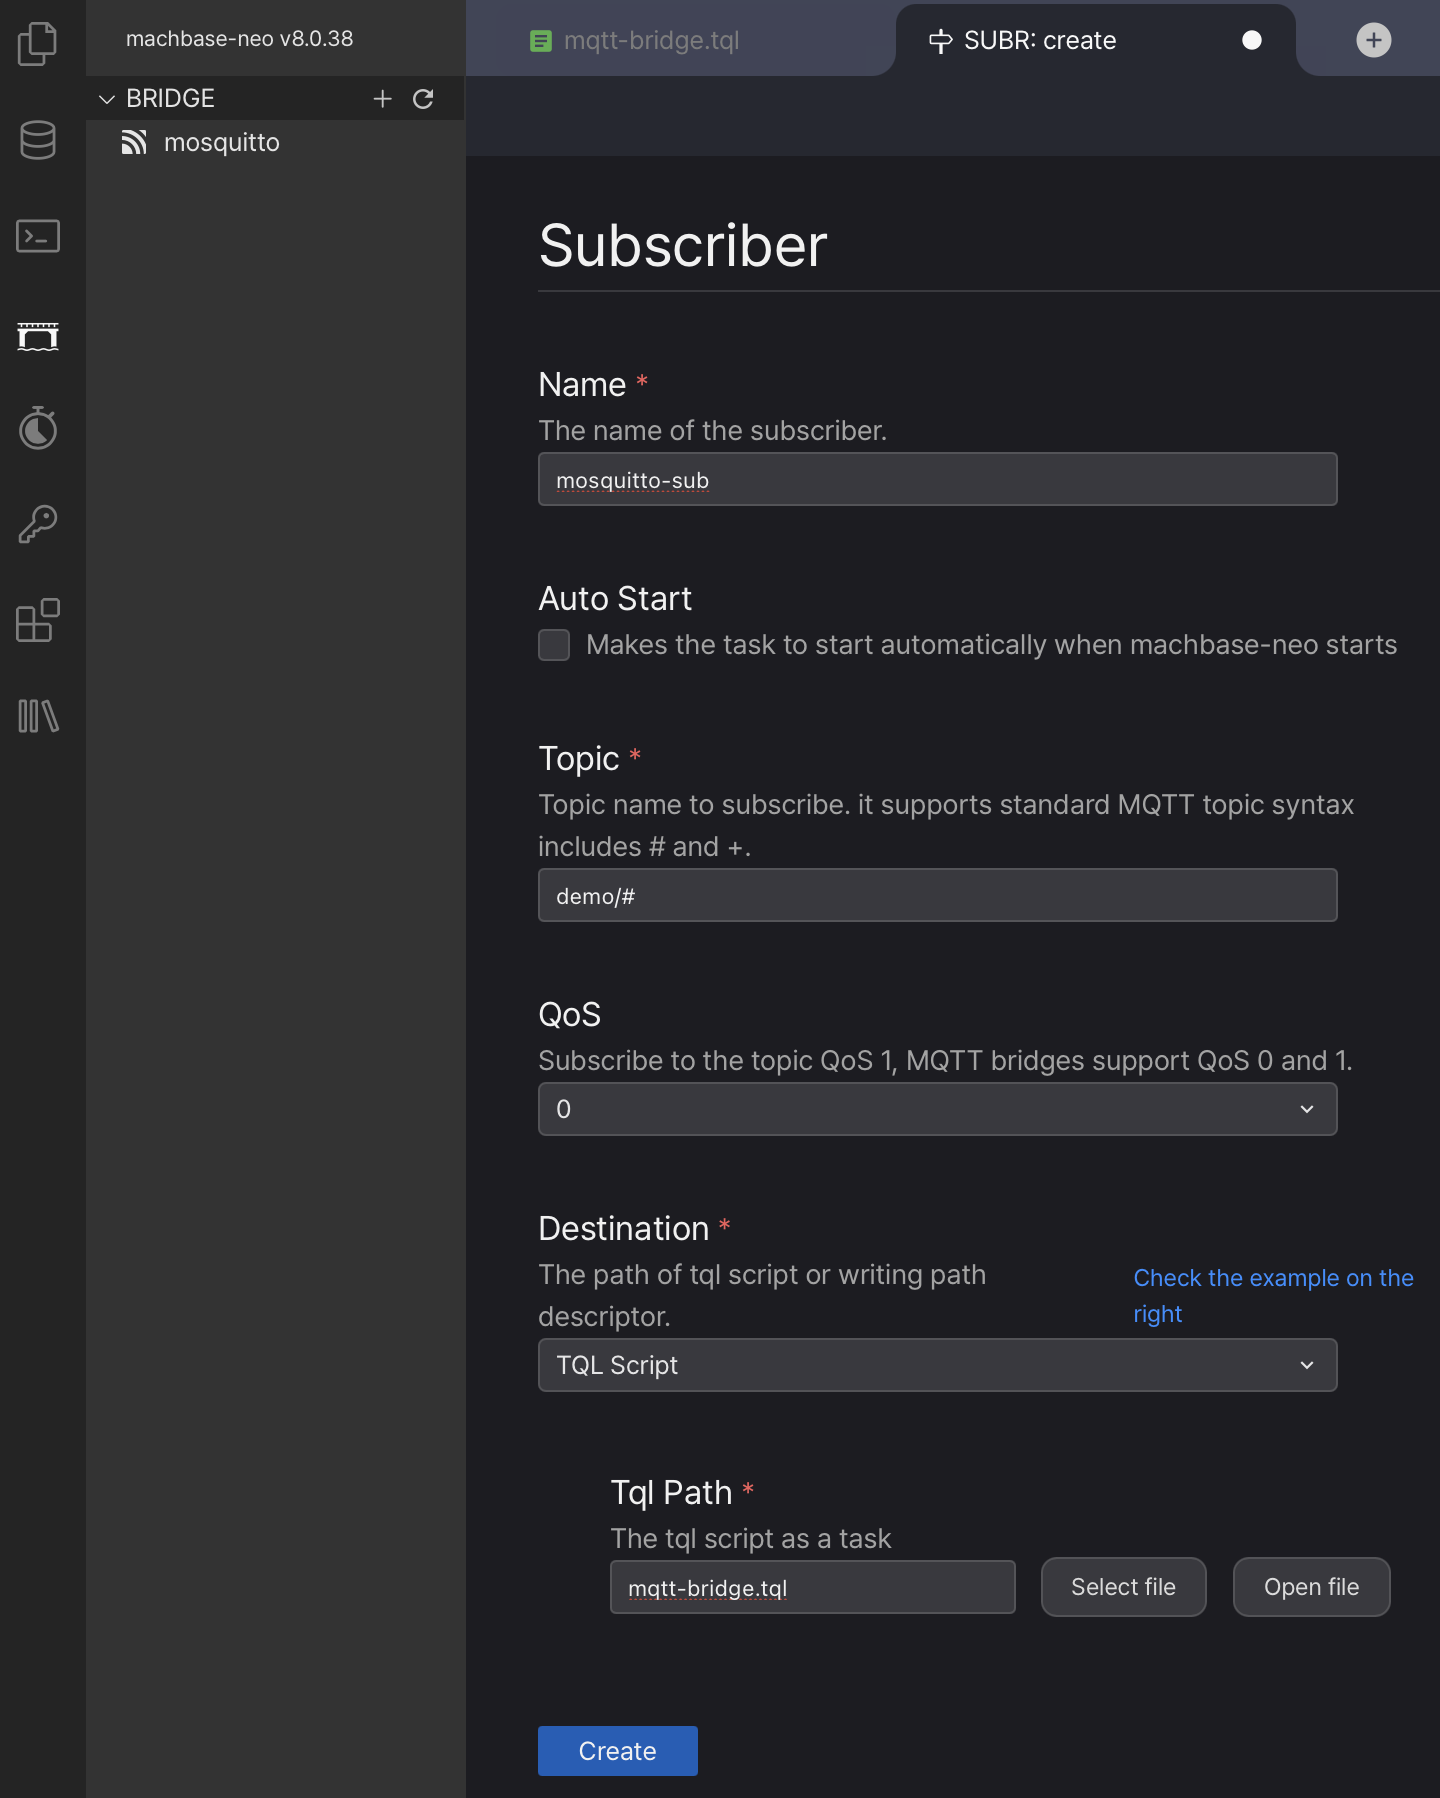 machbase-neo v8.0.38
mqtt-bridge.tql
SUBR: create
BRIDGE
mosquitto
Subscriber
Name *
The name of the subscriber.
mosquitto-sub
Auto Start
Makes the task to start automatically when machbase-neo starts
Topic *
Topic name to subscribe. it supports standard MQTT topic syntax
includes # and +.
demo/#
QoS
Subscribe to the topic QoS 1, MQTT bridges support QoS 0 and 1.
0
Destination *
The path of tql script or writing path
descriptor.
Check the example on the
right
TQL Script
Tql Path *
The tql script as a task
mqtt-bridge.tql
Select file
Open file
Create